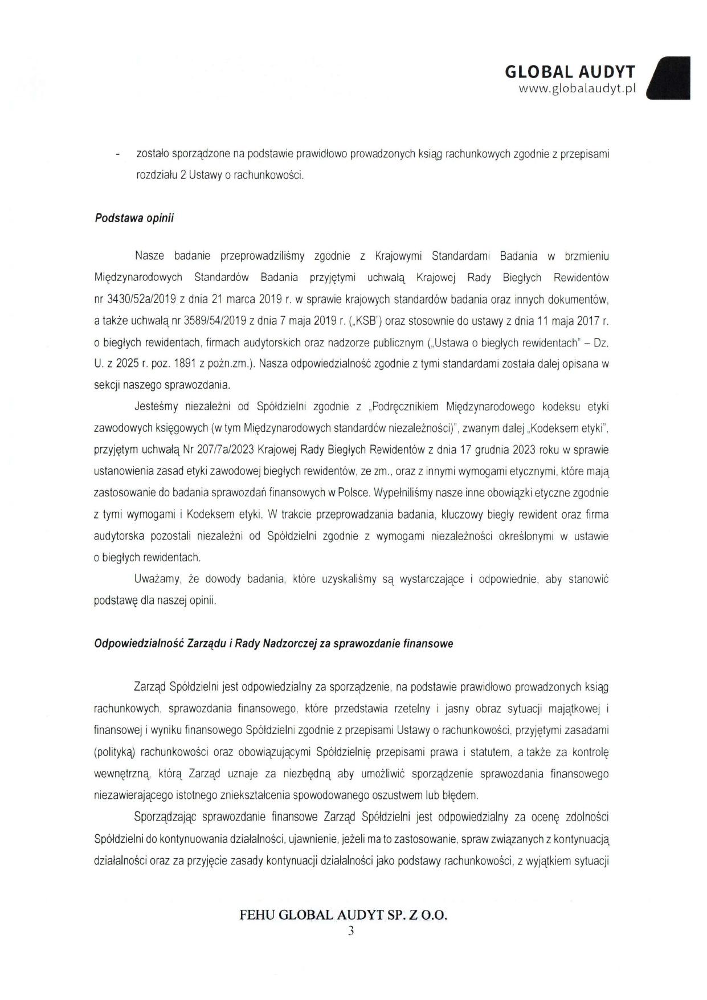 GLOBAL AUDYT
www.globalaudyt.pl
- zostało sporządzone na podstawie prawidłowo prowadzonych ksiąg rachunkowych zgodnie z przepisami
rozdziału 2 Ustawy o rachunkowości.
Podstawa opinii
Nasze badanie przeprowadziliśmy zgodnie z Krajowymi Standardami Badania w brzmieniu
Międzynarodowych Standardów Badania przyjętymi uchwałą Krajowej Rady Biegłych Rewidentów
nr 3430/52a/2019 z dnia 21 marca 2019 r. w sprawie krajowych standardów badania oraz innych dokumentów,
a także uchwałą nr 3589/54/2019 z dnia 7 maja 2019 r. („KSB") oraz stosownie do ustawy z dnia 11 maja 2017 r.
o biegłych rewidentach, firmach audytorskich oraz nadzorze publicznym („Ustawa o biegłych rewidentach" – Dz.
U. z 2025 r. poz. 1891 z poźn.zm.). Nasza odpowiedzialność zgodnie z tymi standardami została dalej opisana w
sekcji naszego sprawozdania.
Jesteśmy niezależni od Spółdzielni zgodnie z „Podręcznikiem Międzynarodowego kodeksu etyki
zawodowych księgowych (w tym Międzynarodowych standardów niezależności)", zwanym dalej „Kodeksem etyki",
przyjętym uchwałą Nr 207/7a/2023 Krajowej Rady Biegłych Rewidentów z dnia 17 grudnia 2023 roku w sprawie
ustanowienia zasad etyki zawodowej biegłych rewidentów, ze zm., oraz z innymi wymogami etycznymi, które mają
zastosowanie do badania sprawozdań finansowych w Polsce. Wypełniliśmy nasze inne obowiązki etyczne zgodnie
z tymi wymogami i Kodeksem etyki. W trakcie przeprowadzania badania, kluczowy biegły rewident oraz firma
audytorska pozostali niezależni od Spółdzielni zgodnie z wymogami niezależności określonymi w ustawie
o biegłych rewidentach.
Uważamy, że dowody badania, które uzyskaliśmy są wystarczające i odpowiednie, aby stanowić
podstawę dla naszej opinii.
Odpowiedzialność Zarządu i Rady Nadzorczej za sprawozdanie finansowe
Zarząd Spółdzielni jest odpowiedzialny za sporządzenie, na podstawie prawidłowo prowadzonych ksiąg
rachunkowych, sprawozdania finansowego, które przedstawia rzetelny i jasny obraz sytuacji majątkowej i
finansowej i wyniku finansowego Spółdzielni zgodnie z przepisami Ustawy o rachunkowości, przyjętymi zasadami
(polityką) rachunkowości oraz obowiązującymi Spółdzielnię przepisami prawa i statutem, a także za kontrolę
wewnętrzną, którą Zarząd uznaje za niezbędną aby umożliwić sporządzenie sprawozdania finansowego
niezawierającego istotnego zniekształcenia spowodowanego oszustwem lub błędem.
Sporządzając sprawozdanie finansowe Zarząd Spółdzielni jest odpowiedzialny za ocenę zdolności
Spółdzielni do kontynuowania działalności, ujawnienie, jeżeli ma to zastosowanie, spraw związanych z kontynuacją
działalności oraz za przyjęcie zasady kontynuacji działalności jako podstawy rachunkowości, z wyjątkiem sytuacji
FEHU GLOBAL AUDYT SP. Z O.O.
3